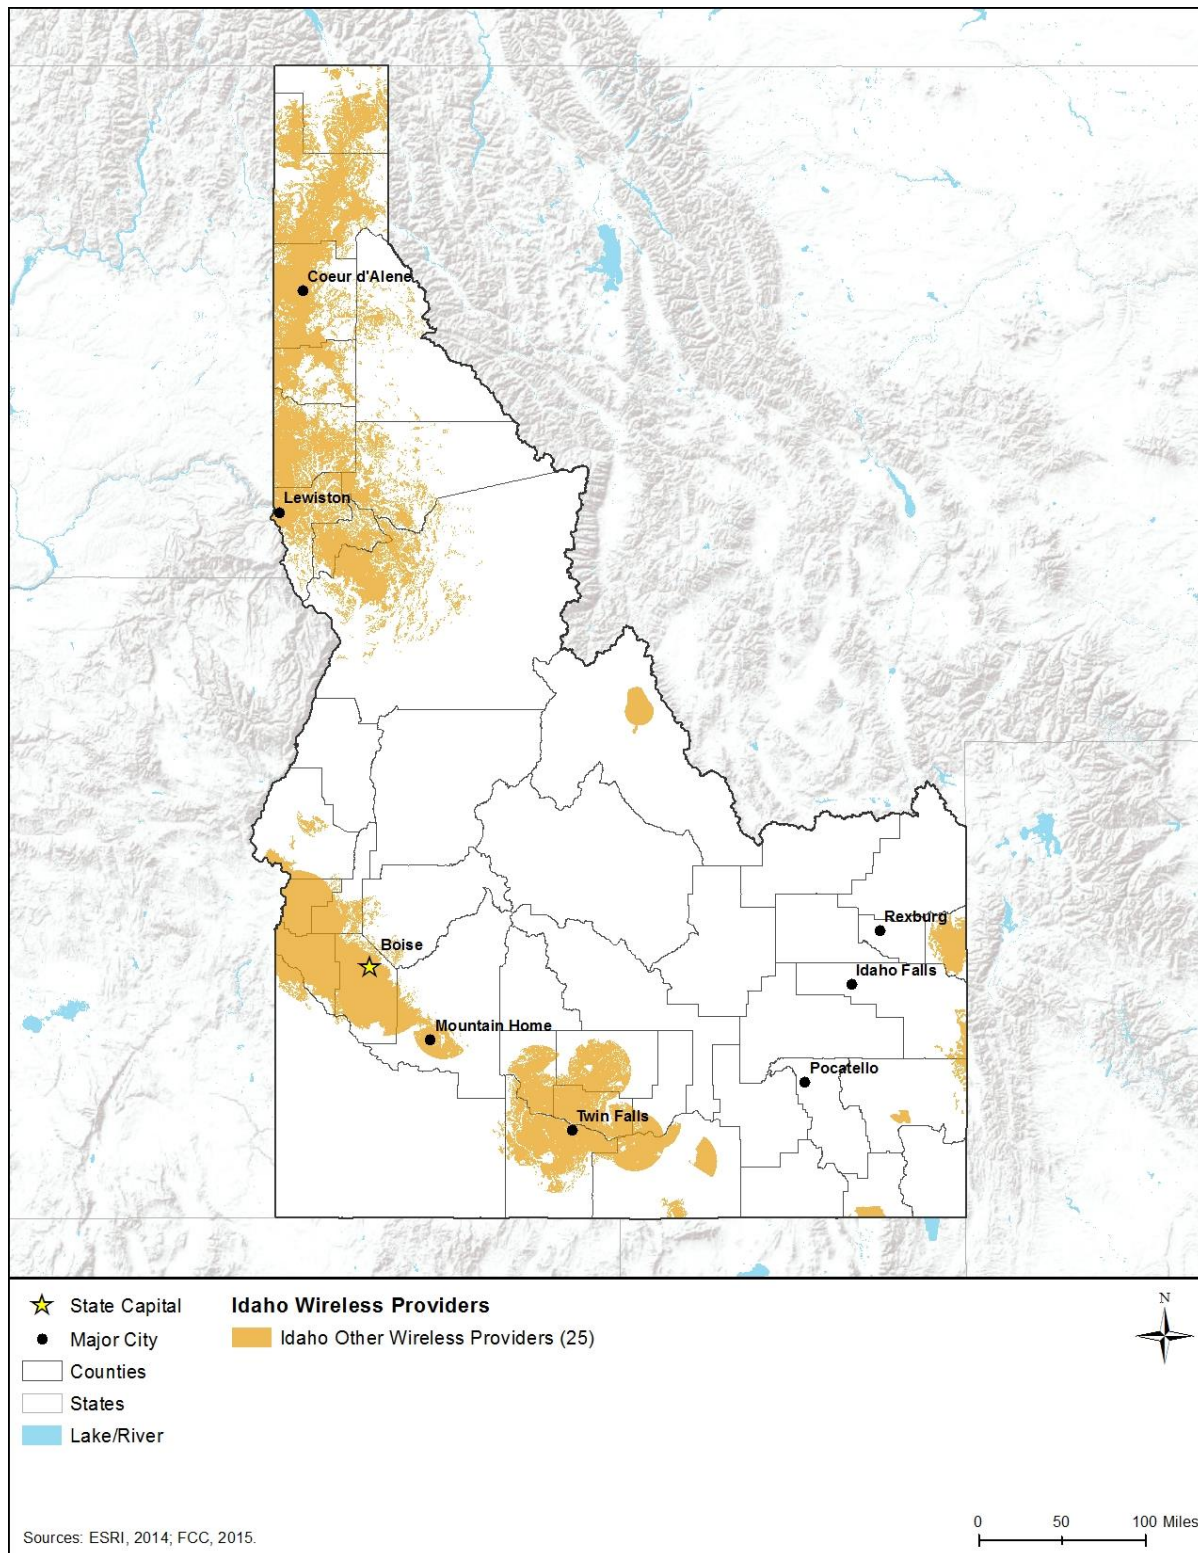 Coeur d'Alene
Lewiston
Rexburg
Boise
Idaho Falls
Mountain Home
Pocatello
Twin Falls
State Capital
Idaho Wireless Providers
Major City
Idaho Other Wireless Providers (25)
Counties
States
Lake/River
N
Sources: ESRI, 2014; FCC, 2015.
0 50 100 Miles